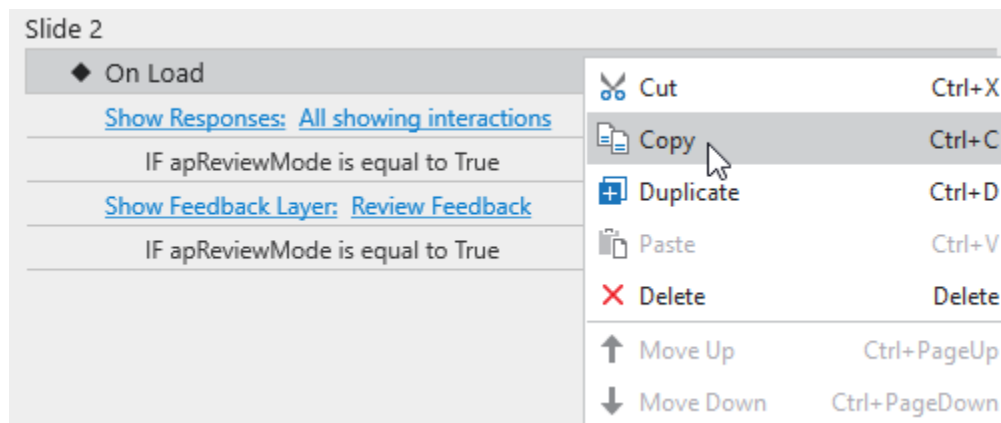 Slide 2
On Load
Show Responses: All showing interactions
IF apReviewMode is equal to True
Show Feedback Layer: Review Feedback
IF apReviewMode is equal to True
Cut Ctrl+X
Copy Ctrl+C
Duplicate Ctrl+D
Paste Ctrl+V
Delete Delete
Move Up Ctrl+PageUp
Move Down Ctrl+PageDown